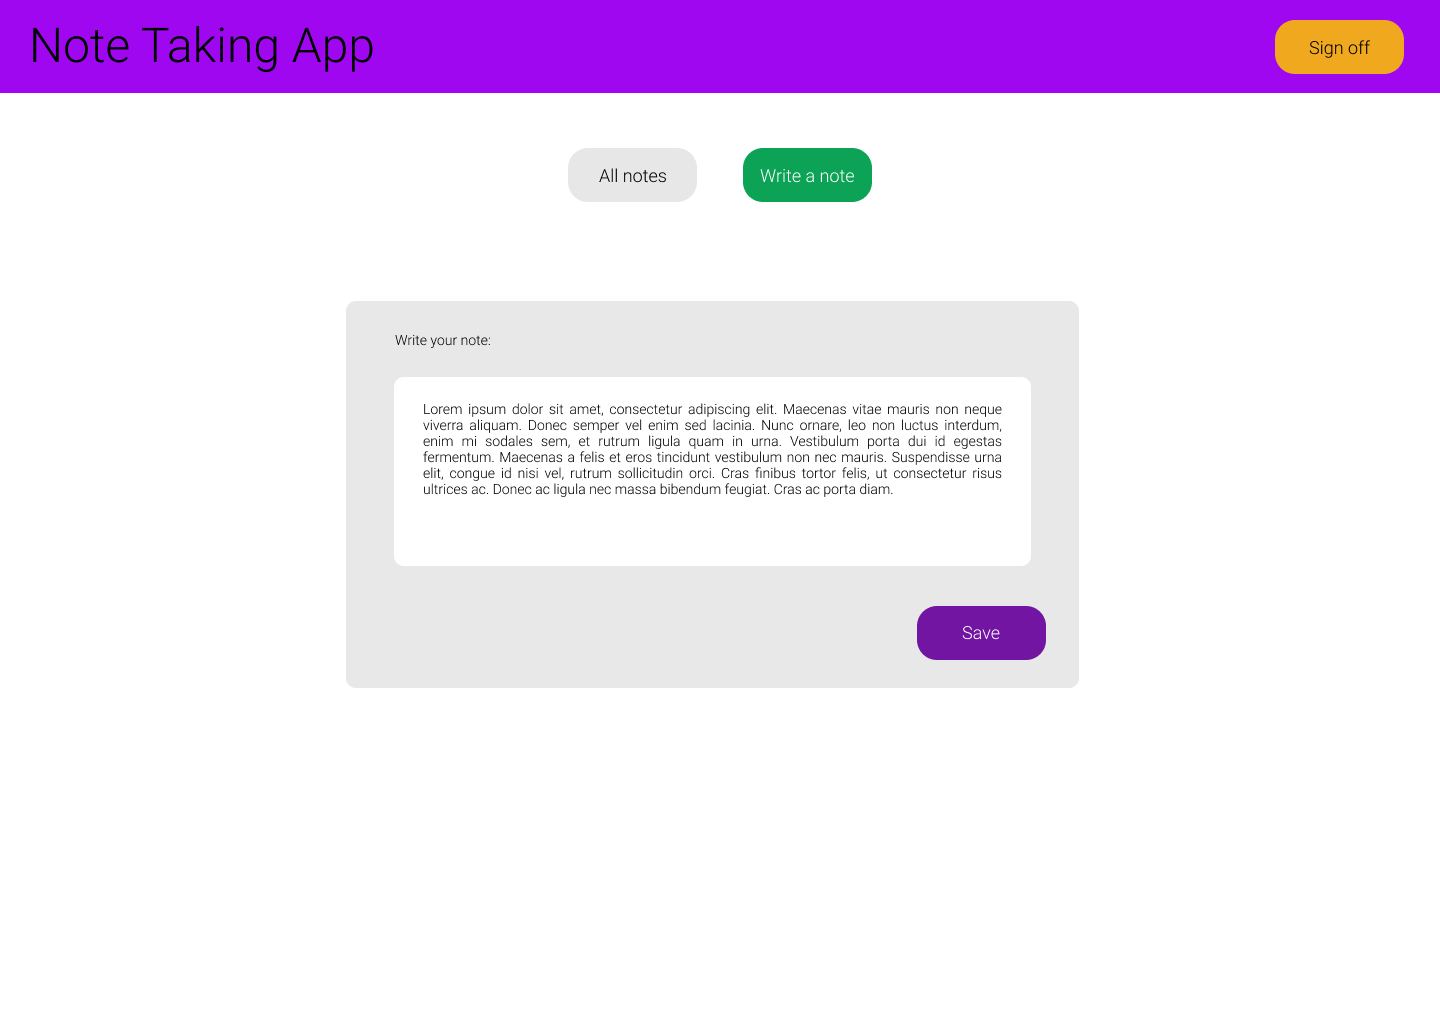 Note Taking App
Sign off
All notes
Write a note
Write your note:
Lorem ipsum dolor sit amet, consectetur adipiscing elit. Maecenas vitae mauris non neque
viverra aliquam. Donec semper vel enim sed lacinia. Nunc ornare, leo non luctus interdum,
enim mi sodales sem, et rutrum ligula quam in urna. Vestibulum porta dui id egestas
fermentum. Maecenas a felis et eros tincidunt vestibulum non nec mauris. Suspendisse urna
elit, congue id nisi vel, rutrum sollicitudin orci. Cras finibus tortor felis, ut consectetur risus
ultrices ac. Donec ac ligula nec massa bibendum feugiat. Cras ac porta diam.
Save